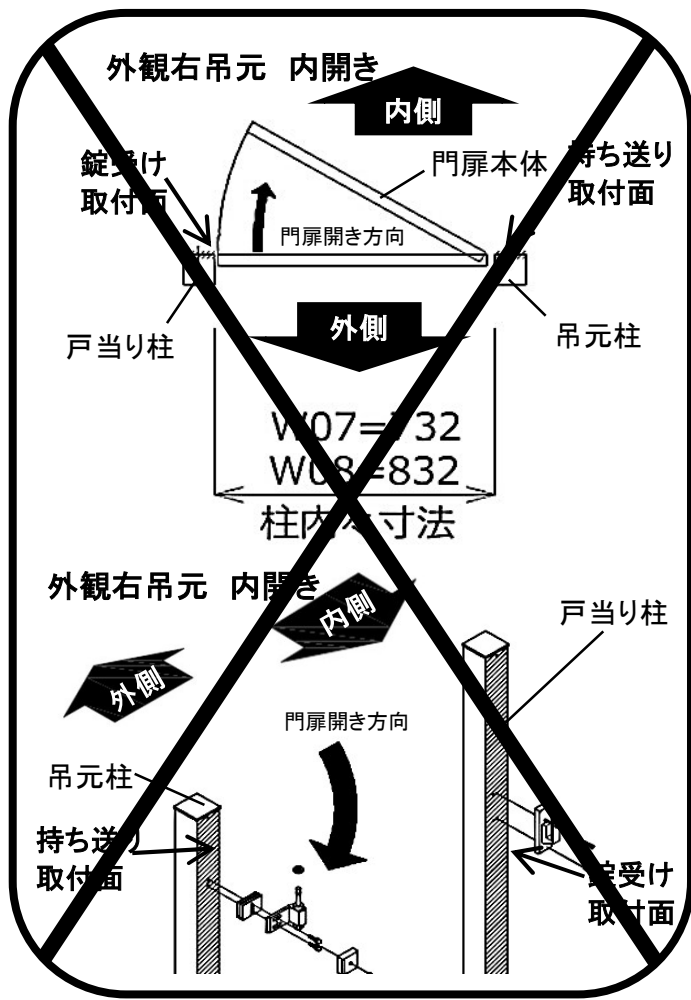 外観右吊元 内開き
内側
錠受け
取付面
門扉本体
持ち送り
取付面
門扉開き方向
戸当り柱
外側
吊元柱
W07=732
W08=832
柱内々寸法
外観右吊元 内開き
内側
外側
戸当り柱
門扉開き方向
吊元柱
持ち送り
取付面
錠受け
取付面